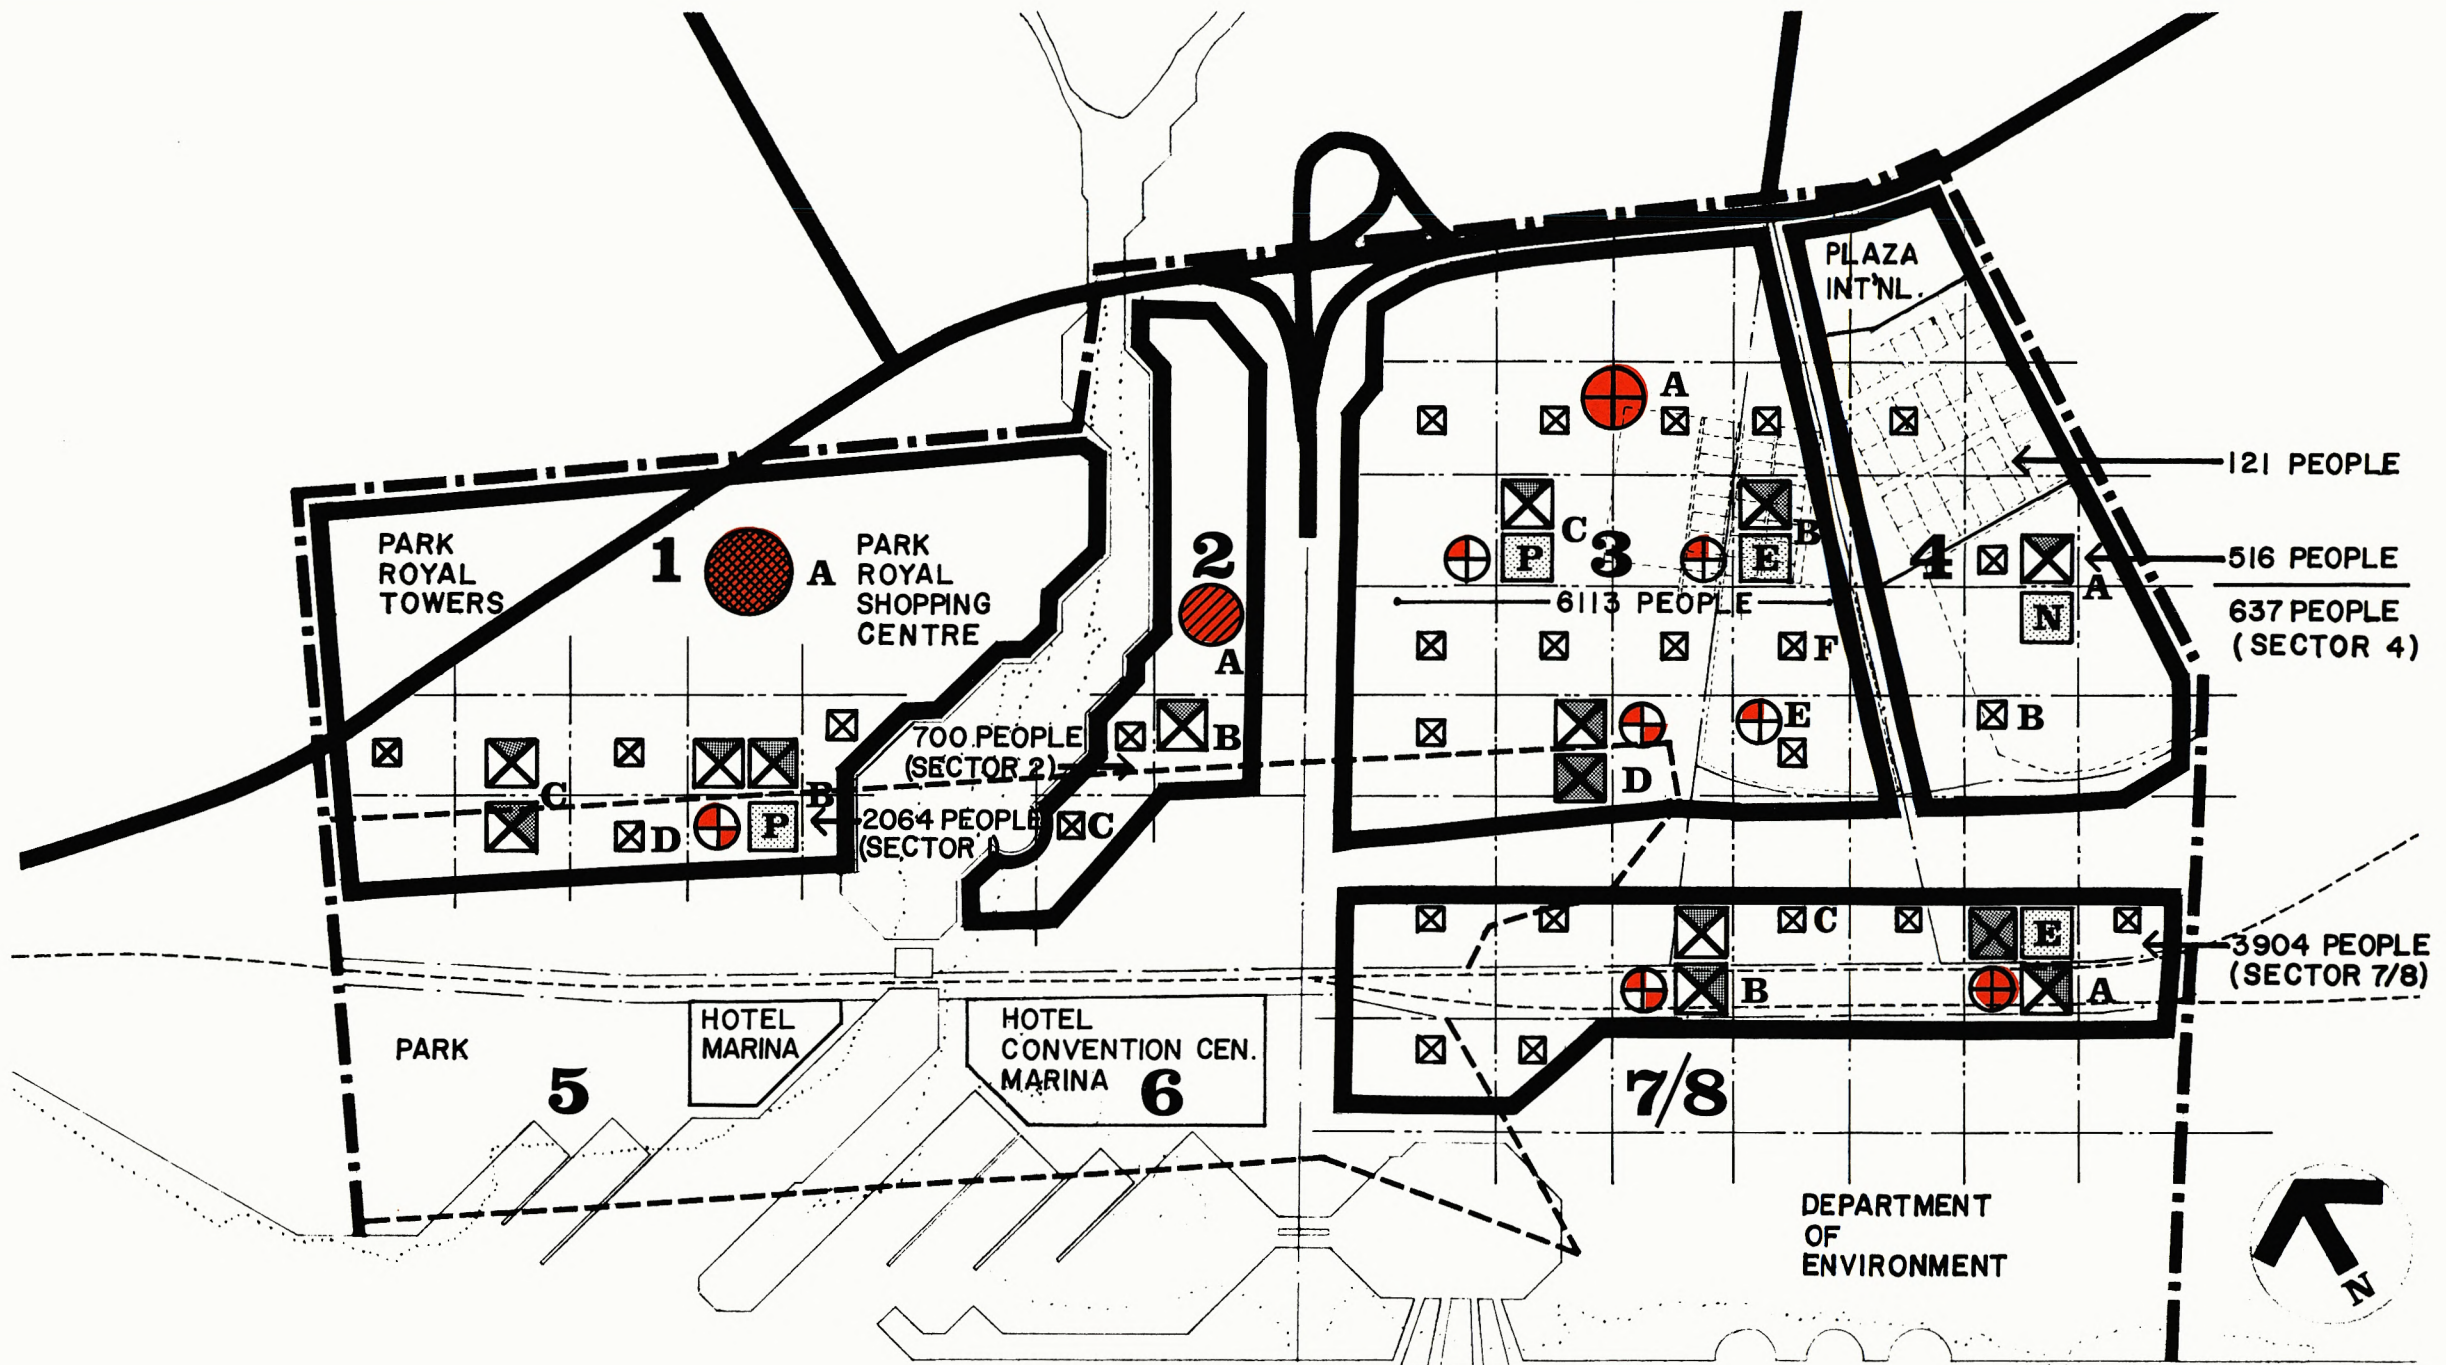 PLAZA
INT'NL.
A
121 PEOPLE
PARK
ROYAL
TOWERS
1
A
PARK
ROYAL
SHOPPING
CENTRE
2
A
C
P
3
B
E
6113 PEOPLE
4
A
N
516 PEOPLE
637 PEOPLE
(SECTOR 4)
F
E
D
B
B
700 PEOPLE
(SECTOR 2)
C
B
D
P
2064 PEOPLE
(SECTOR 1)
C
C
E
3904 PEOPLE
(SECTOR 7/8)
B
A
PARK
5
HOTEL
MARINA
HOTEL
CONVENTION CEN.
MARINA
6
7/8
DEPARTMENT
OF
ENVIRONMENT
N